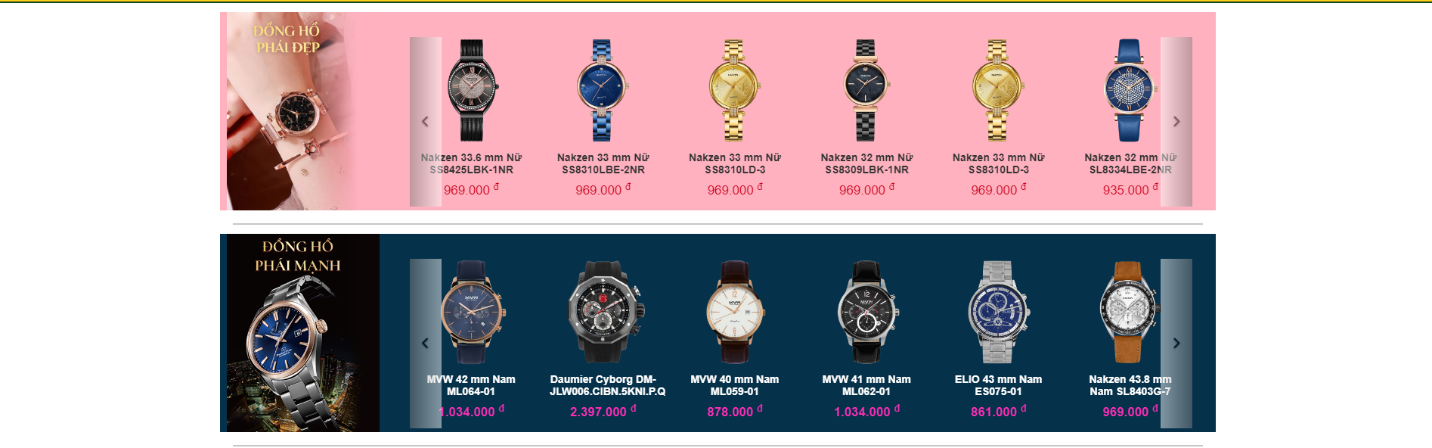 ĐỒNG HỒ
PHÁI ĐẸP
Nakzen 33.6 mm Nữ
SS8425LBK-1NR
969.000 đ
Nakzen 33 mm Nữ
SS8310LBE-2NR
969.000 đ
Nakzen 33 mm Nữ
SS8310LD-3
969.000 đ
Nakzen 32 mm Nữ
SS8309LBK-1NR
969.000 đ
Nakzen 33 mm Nữ
SS8310LD-3
969.000 đ
Nakzen 32 mm Nữ
SL8334LBE-2NR
935.000 đ
ĐỒNG HỒ
PHÁI MẠNH
MVW 42 mm Nam
ML064-01
1.034.000 đ
Daumier Cyborg DM-
JLW006.CIBN.5KNI.P.Q
2.397.000 đ
MVW 40 mm Nam
ML059-01
878.000 đ
MVW 41 mm Nam
ML062-01
1.034.000 đ
ELIO 43 mm Nam
ES075-01
861.000 đ
Nakzen 43.8 mm
Nam SL8403G-7
969.000 đ